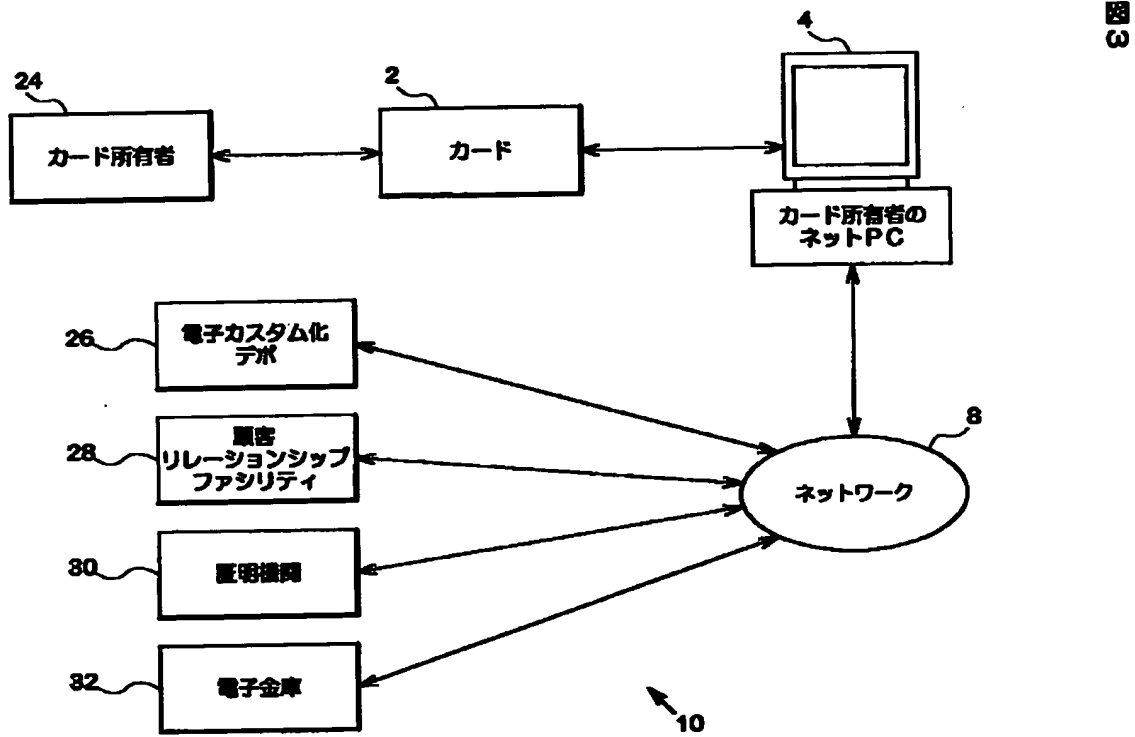 図3
4
24
2
カード所有者
カード
カード所有者の
ネットPC
26
電子カスタム化
デポ
8
28
顧客
リレーションシップ
ファシリティ
ネットワーク
30
証明機関
32
電子金庫
10